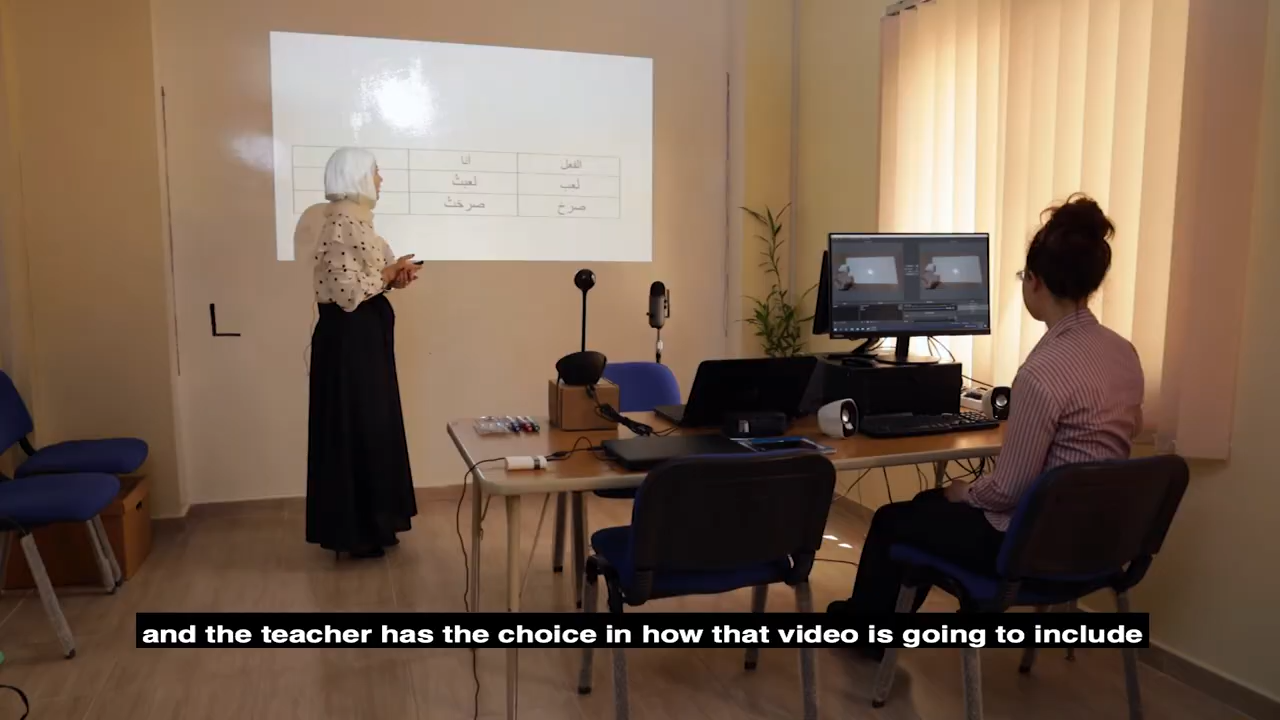 الفعل أنا
لعب لعبتُ
صرخ صرختُ
and the teacher has the choice in how that video is going to include